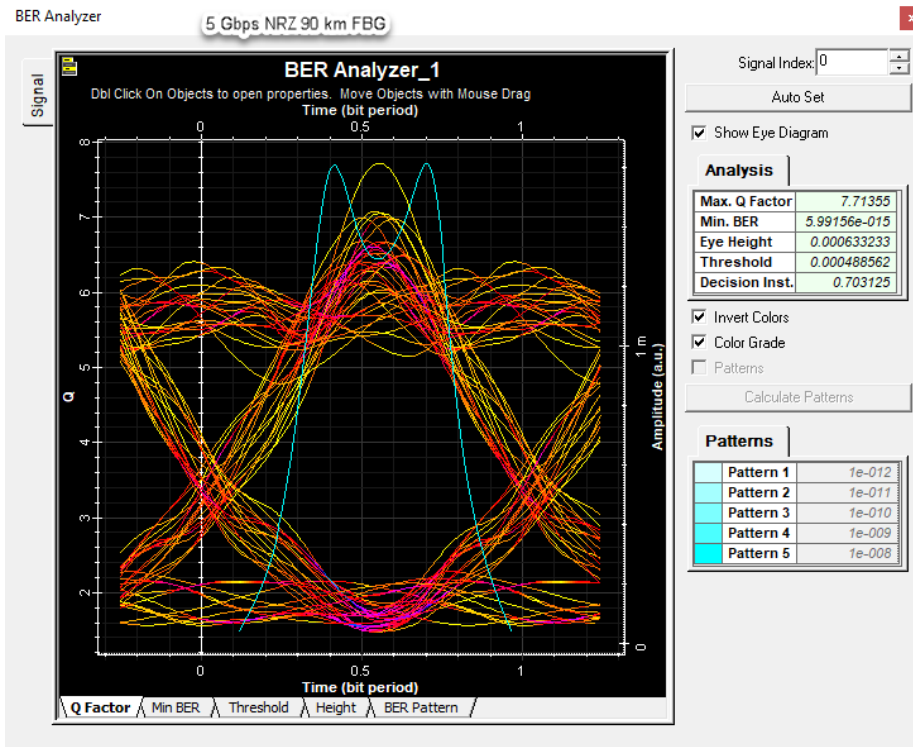 BER Analyzer
5 Gbps NRZ 90 km FBG
x
Signal
BER Analyzer_1
Dbl Click On Objects to open properties. Move Objects with Mouse Drag
Time (bit period)
0 0.5 1
8
7
6
5
4
3
2
Q
1 m
0
Amplitude (a.u.)
0 0.5 1
Time (bit period)
Q Factor Min BER Threshold Height BER Pattern
Signal Index: 0
Auto Set
Show Eye Diagram
Analysis
Max. Q Factor 7.71355
Min. BER 5.99156e-015
Eye Height 0.000633233
Threshold 0.000488562
Decision Inst. 0.703125
Invert Colors
Color Grade
Patterns
Calculate Patterns
Patterns
Pattern 1 1e-012
Pattern 2 1e-011
Pattern 3 1e-010
Pattern 4 1e-009
Pattern 5 1e-008